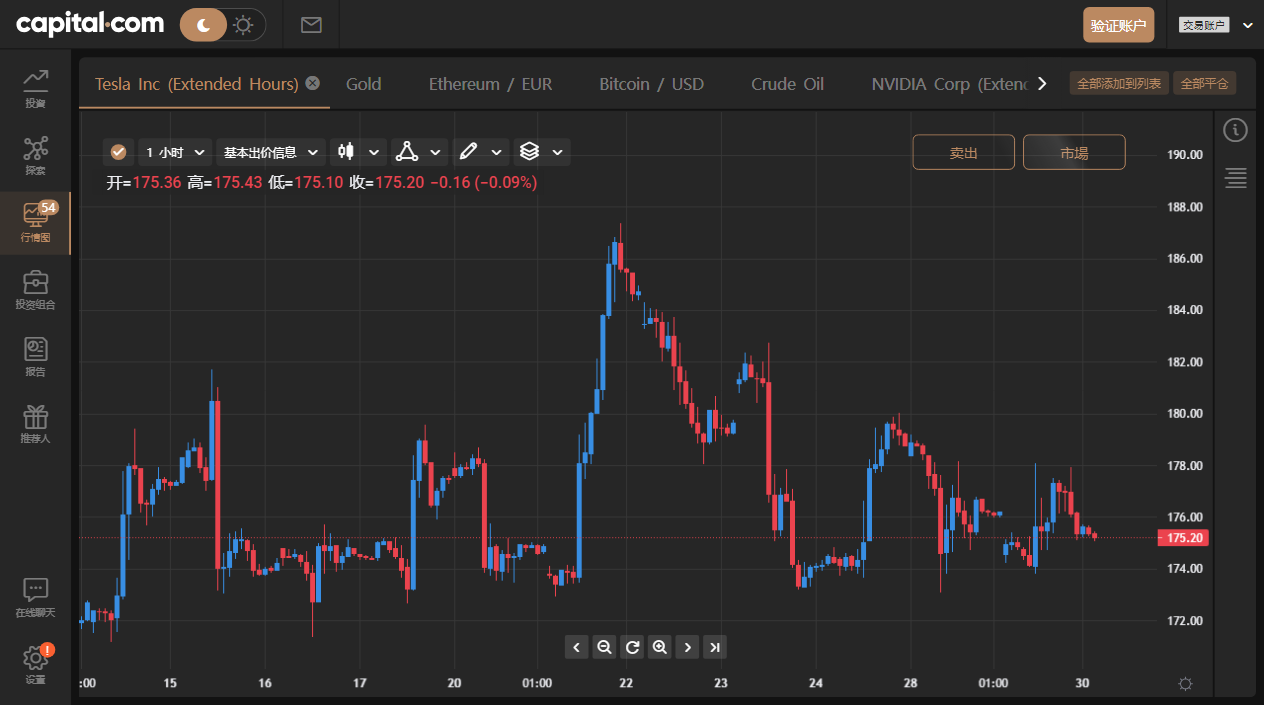 capital.com
验证账户
交易账户
Tesla Inc (Extended Hours) Gold Ethereum / EUR Bitcoin / USD Crude Oil NVIDIA Corp (Exten
全部添加到列表 全部平仓
1 小时 基本出价信息
卖出 市場
开=175.36 高=175.43 低=175.10 收=175.20 −0.16 (−0.09%)
投資
探索
54
行情图
投资组合
报告
推荐人
在线聊天
!
设置
190.00
188.00
186.00
184.00
182.00
180.00
178.00
176.00
175.20
174.00
172.00
:00 15 16 17 20 01:00 22 23 24 28 01:00 30